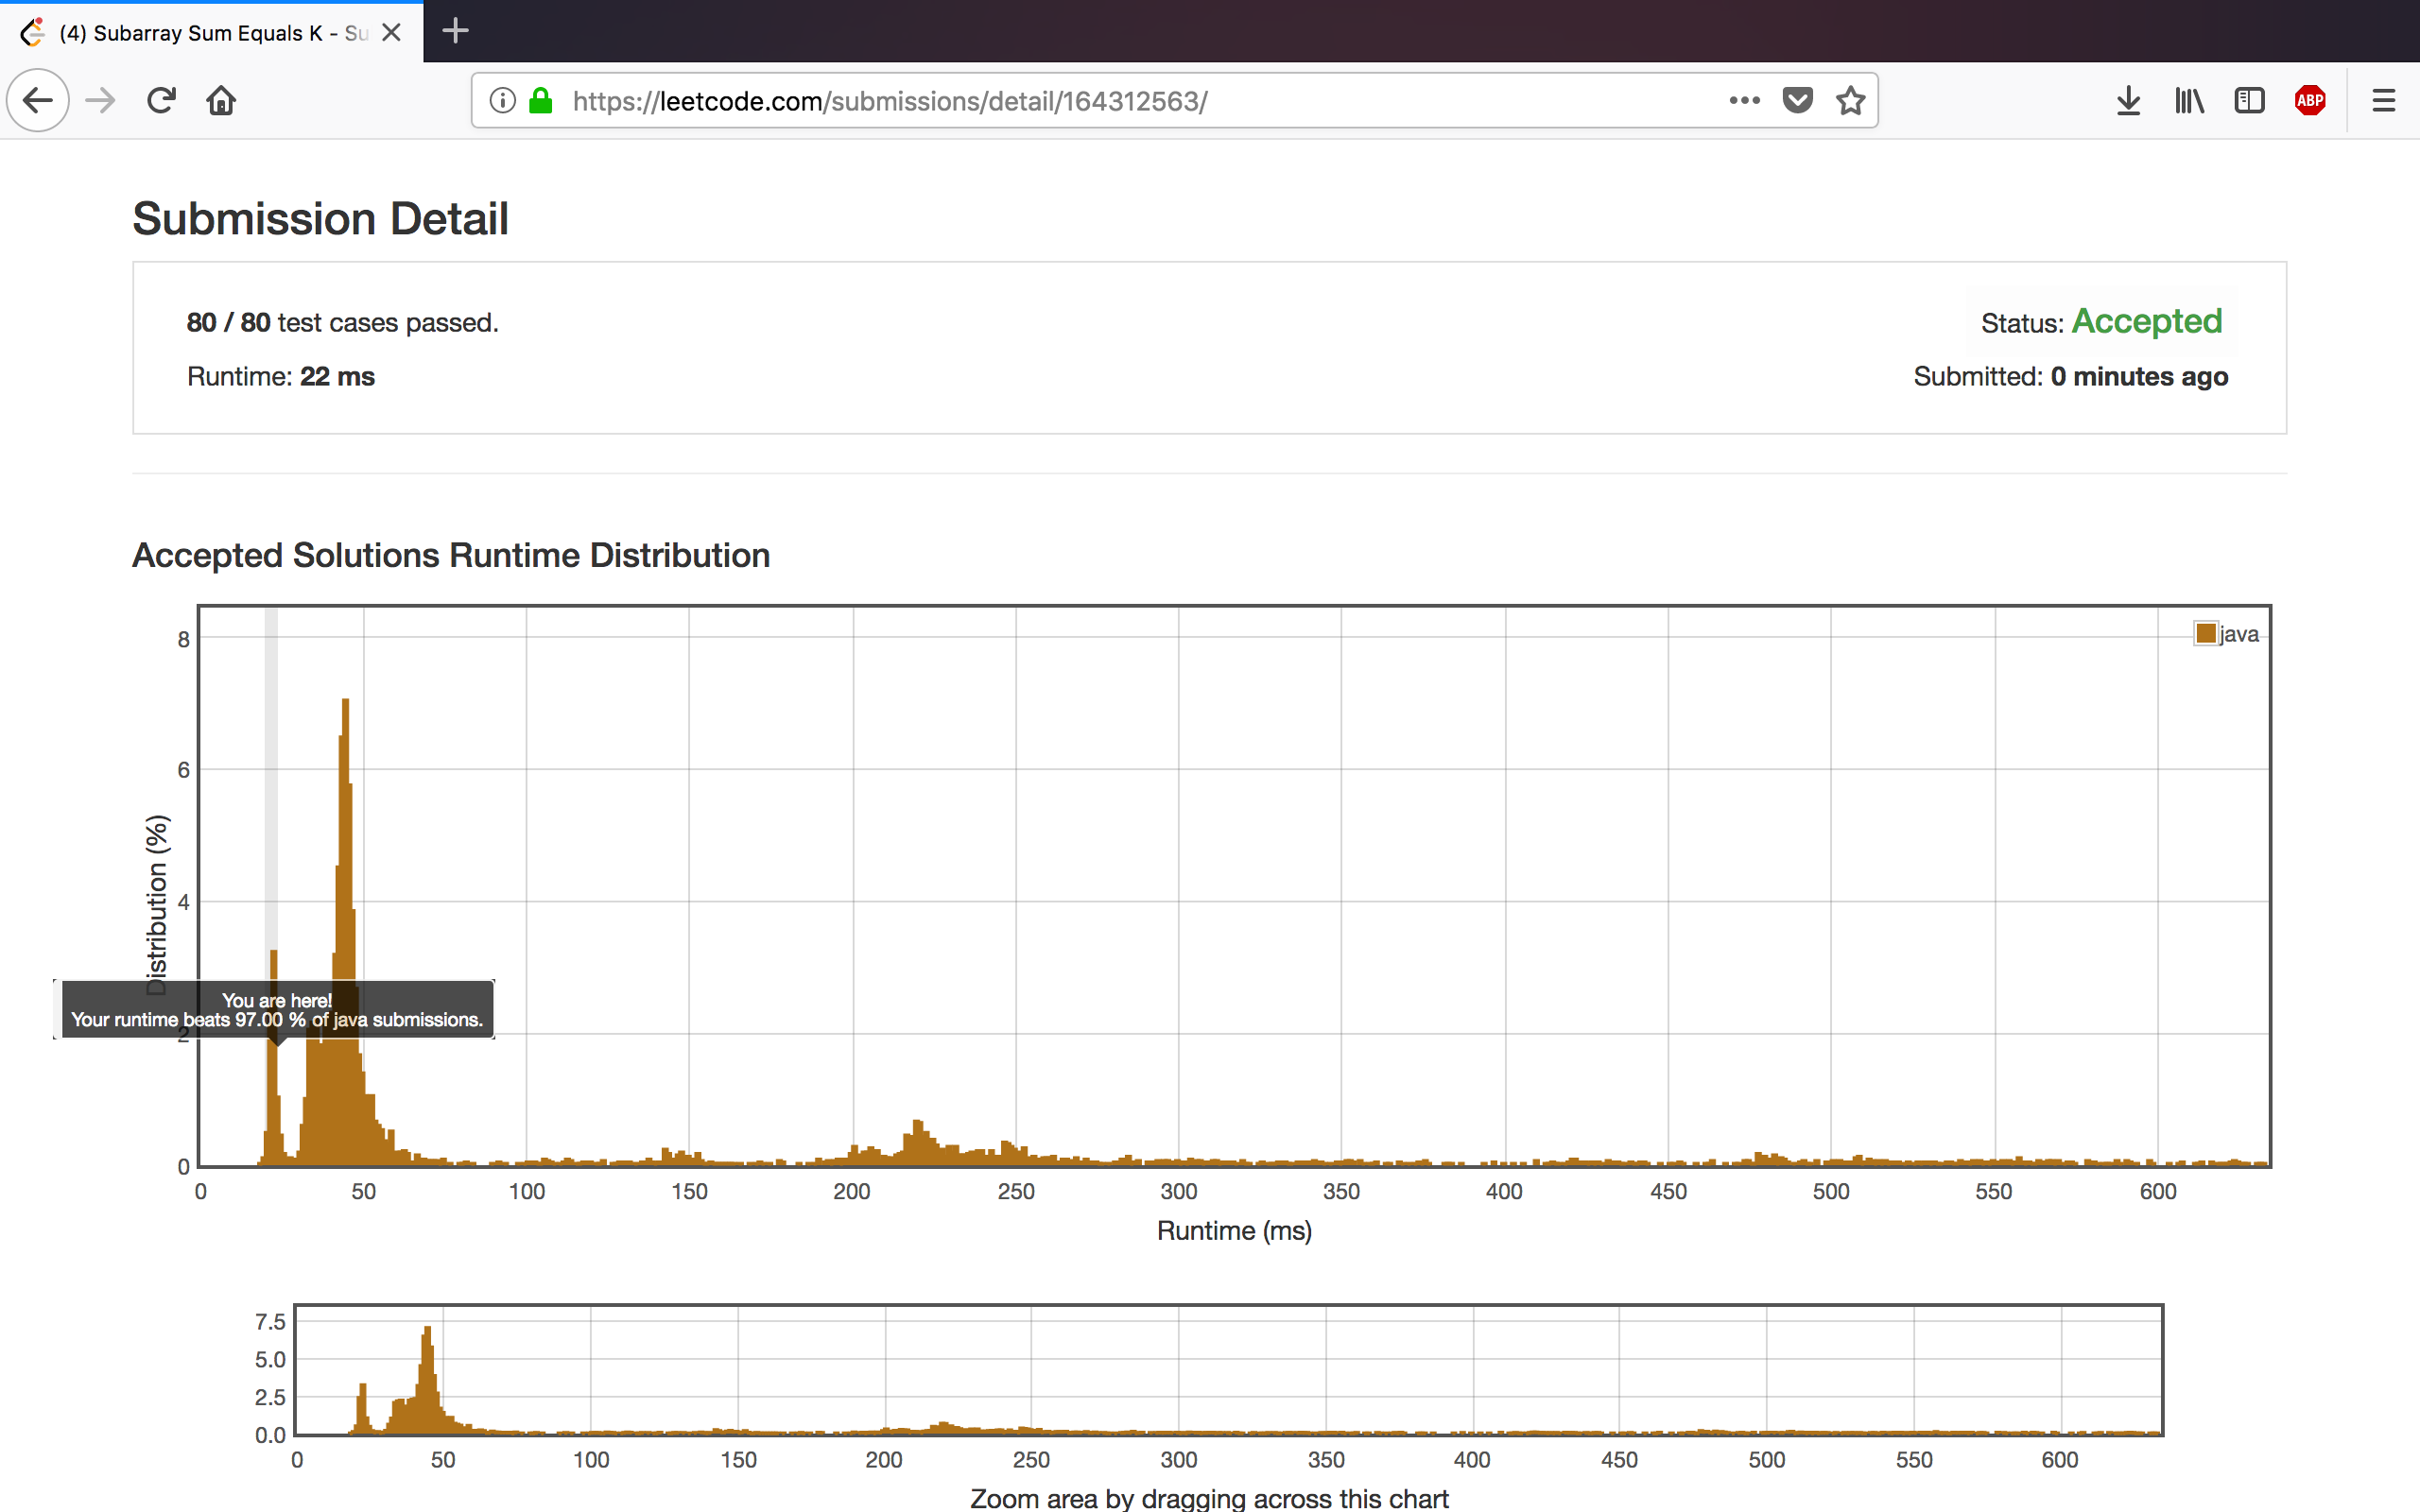 (4) Subarray Sum Equals K - Su
https://leetcode.com/submissions/detail/164312563/
ABP
Submission Detail
80 / 80 test cases passed.
Status: Accepted
Runtime: 22 ms
Submitted: 0 minutes ago
Accepted Solutions Runtime Distribution
java
8
6
4
2
0
Distribution (%)
You are here!
Your runtime beats 97.00 % of java submissions.
0 50 100 150 200 250 300 350 400 450 500 550 600
Runtime (ms)
7.5
5.0
2.5
0.0
0 50 100 150 200 250 300 350 400 450 500 550 600
Zoom area by dragging across this chart